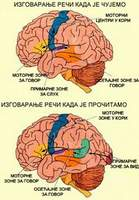 ИЗГОВАРАЊЕ РЕЧИ КАДА ЈЕ ЧУЈЕМО
МОТОРНИ
ЦЕНТРИ У КОРИ
МОТОРНЕ
ЗОНЕ
ЗА ГОВОР
ПРИМАРНЕ ЗОНЕ
ЗА СЛУХ
ОСЕЋАЈНЕ ЗОНЕ
ЗА ГОВОР
ИЗГОВАРАЊЕ РЕЧИ КАДА ЈЕ ПРОЧИТАМО
МОТОРНЕ
ЗОНЕ У КОРИ
ПРИМАРНЕ
ЗОНЕ ЗА ВИД
МОТОРНЕ
ЗОНЕ ЗА ГОВОР
ОСЕЋАЈНЕ ЗОНЕ
ЗА ГОВОР